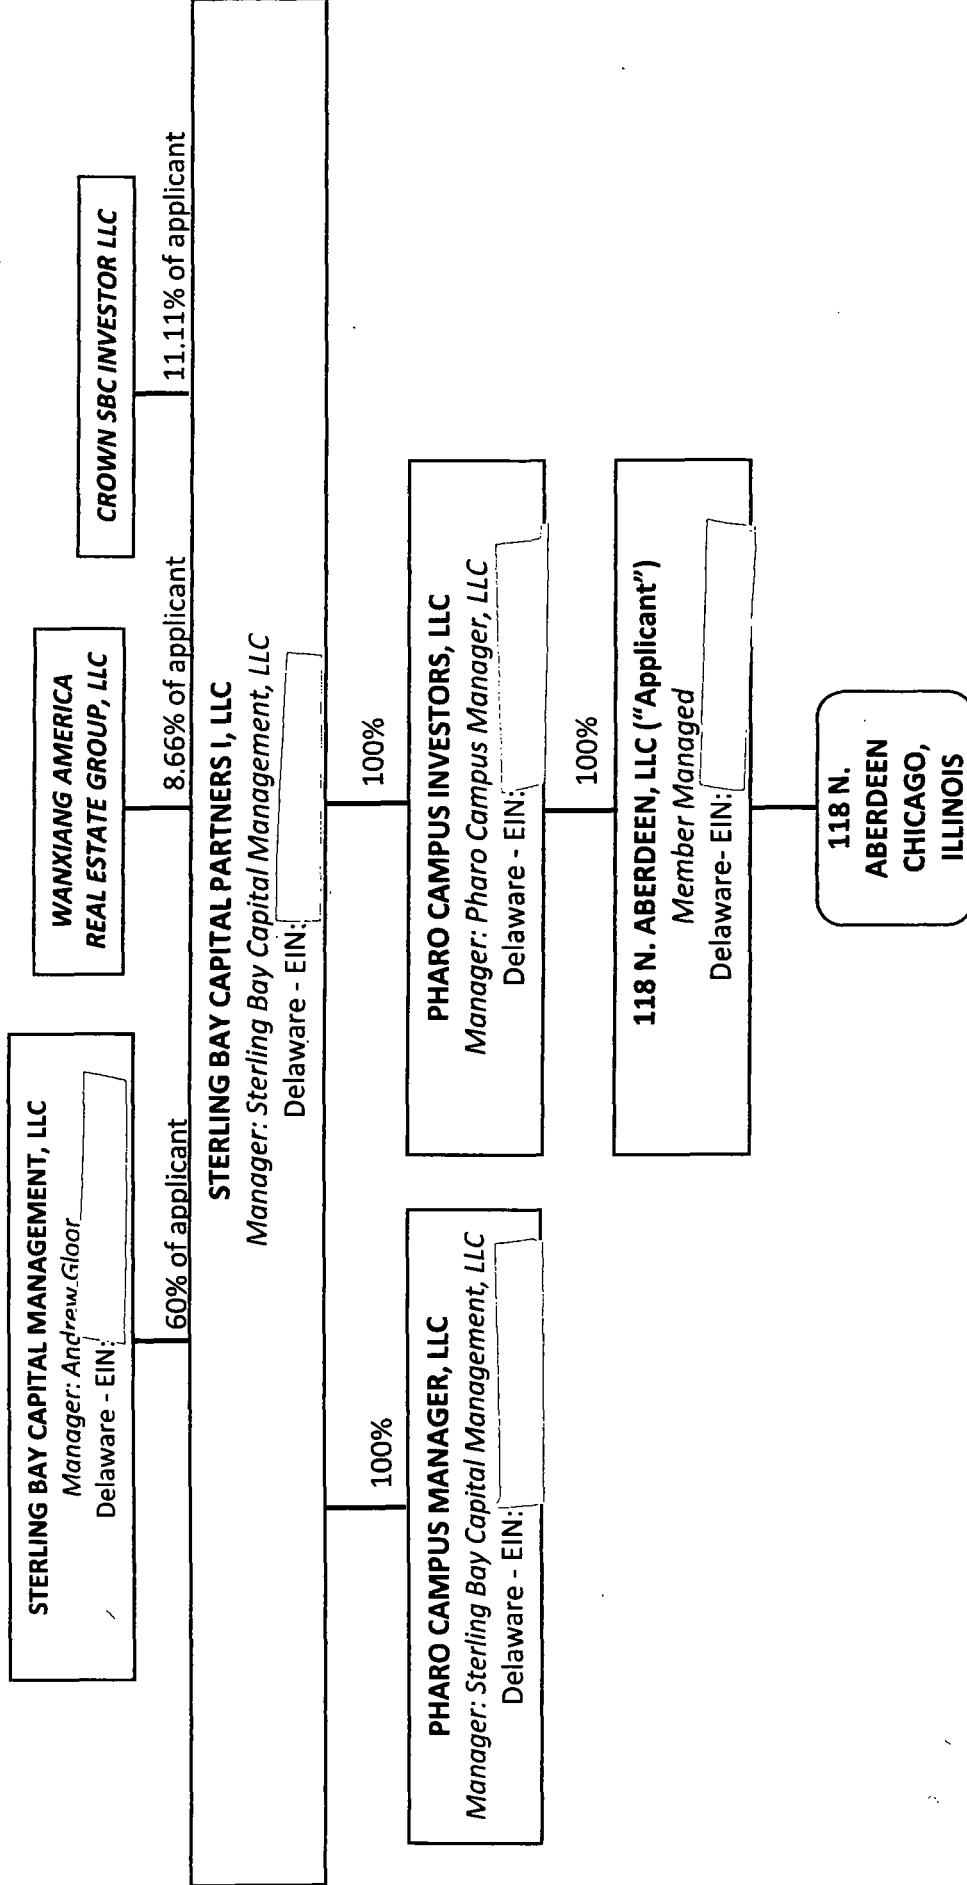 STERLING BAY CAPITAL MANAGEMENT, LLC
Manager: Andrew Gloor
Delaware - EIN:
WANXIANG AMERICA
REAL ESTATE GROUP, LLC
CROWN SBC INVESTOR LLC
60% of applicant
8.66% of applicant
11.11% of applicant
STERLING BAY CAPITAL PARTNERS I, LLC
Manager: Sterling Bay Capital Management, LLC
Delaware - EIN:
100%
100%
PHARO CAMPUS MANAGER, LLC
Manager: Sterling Bay Capital Management, LLC
Delaware - EIN:
PHARO CAMPUS INVESTORS, LLC
Manager: Pharo Campus Manager, LLC
Delaware - EIN:
100%
118 N. ABERDEEN, LLC (“Applicant”)
Member Managed
Delaware- EIN:
118 N.
ABERDEEN
CHICAGO,
ILLINOIS